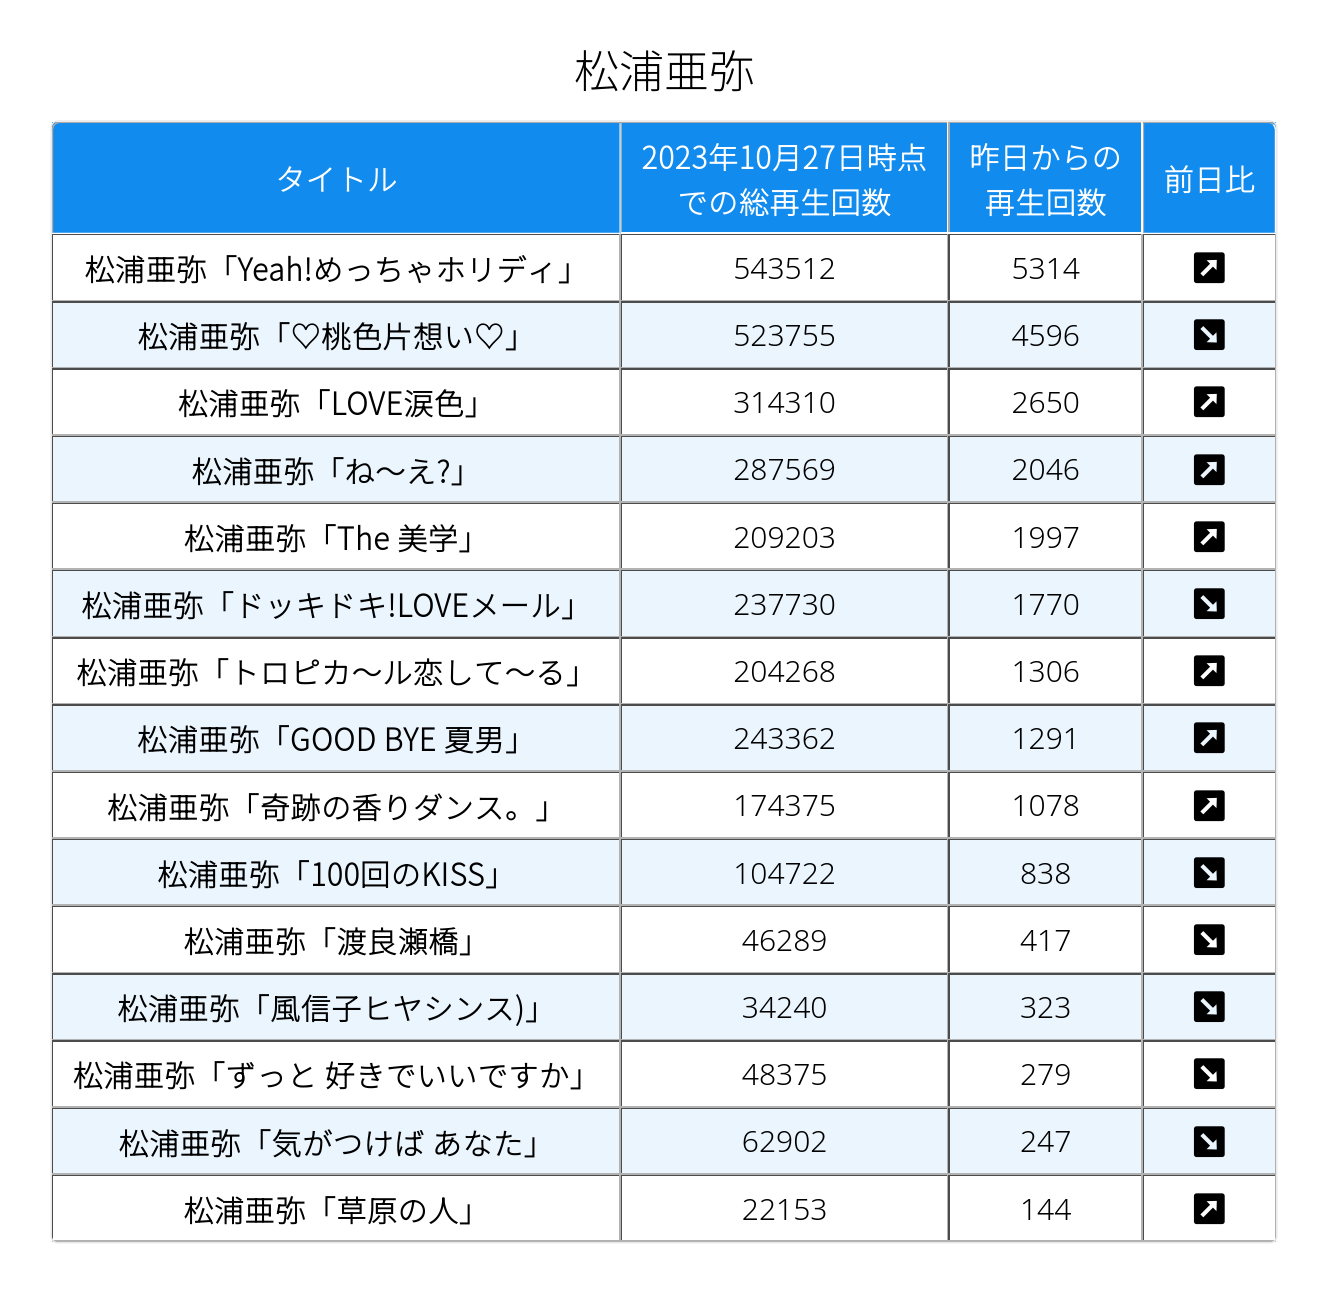 松浦亜弥
タイトル 2023年10月27日時点での総再生回数 昨日からの再生回数 前日比
松浦亜弥「Yeah!めっちゃホリディ」 543512 5314 ↗
松浦亜弥「♡桃色片想い♡」 523755 4596 ↘
松浦亜弥「LOVE涙色」 314310 2650 ↗
松浦亜弥「ね〜え?」 287569 2046 ↗
松浦亜弥「The 美学」 209203 1997 ↗
松浦亜弥「ドッキドキ!LOVEメール」 237730 1770 ↘
松浦亜弥「トロピカ〜ル恋して〜る」 204268 1306 ↗
松浦亜弥「GOOD BYE 夏男」 243362 1291 ↗
松浦亜弥「奇跡の香りダンス。」 174375 1078 ↗
松浦亜弥「100回のKISS」 104722 838 ↘
松浦亜弥「渡良瀬橋」 46289 417 ↘
松浦亜弥「風信子ヒヤシンス)」 34240 323 ↘
松浦亜弥「ずっと 好きでいいですか」 48375 279 ↘
松浦亜弥「気がつけば あなた」 62902 247 ↘
松浦亜弥「草原の人」 22153 144 ↗